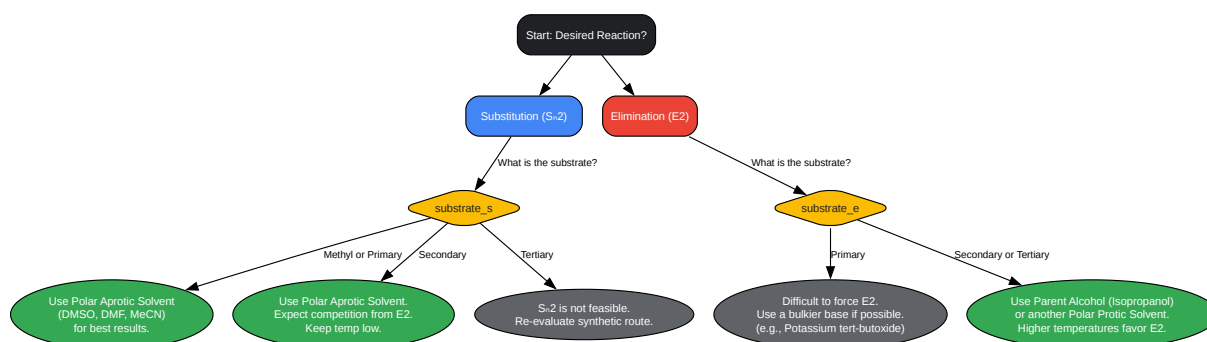 Start: Desired Reaction?
Substitution (Sₙ2)
Elimination (E2)
What is the substrate?
What is the substrate?
substrate_s
substrate_e
Methyl or Primary
Secondary
Tertiary
Primary
Secondary or Tertiary
Use Polar Aprotic Solvent
(DMSO, DMF, MeCN)
for best results.
Use Polar Aprotic Solvent.
Expect competition from E2.
Keep temp low.
Sₙ2 is not feasible.
Re-evaluate synthetic route.
Difficult to force E2.
Use a bulkier base if possible.
(e.g., Potassium tert-butoxide)
Use Parent Alcohol (Isopropanol)
or another Polar Protic Solvent.
Higher temperatures favor E2.